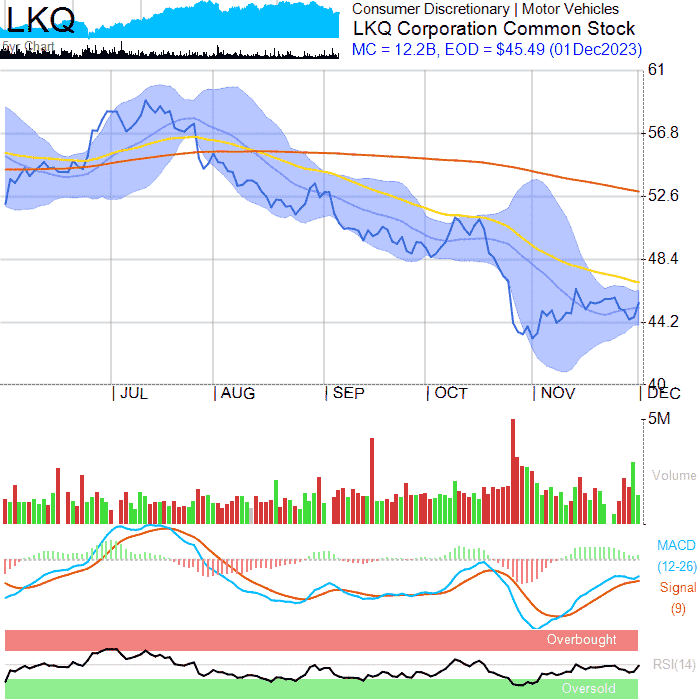 LKQ
5yr Chart
Consumer Discretionary | Motor Vehicles
LKQ Corporation Common Stock
MC = 12.2B, EOD = $45.49 (01Dec2023)
61
56.8
52.6
48.4
44.2
40
JUL
AUG
SEP
OCT
NOV
DEC
5M
Volume
MACD
(12-26)
Signal
(9)
Overbought
RSI(14)
Oversold